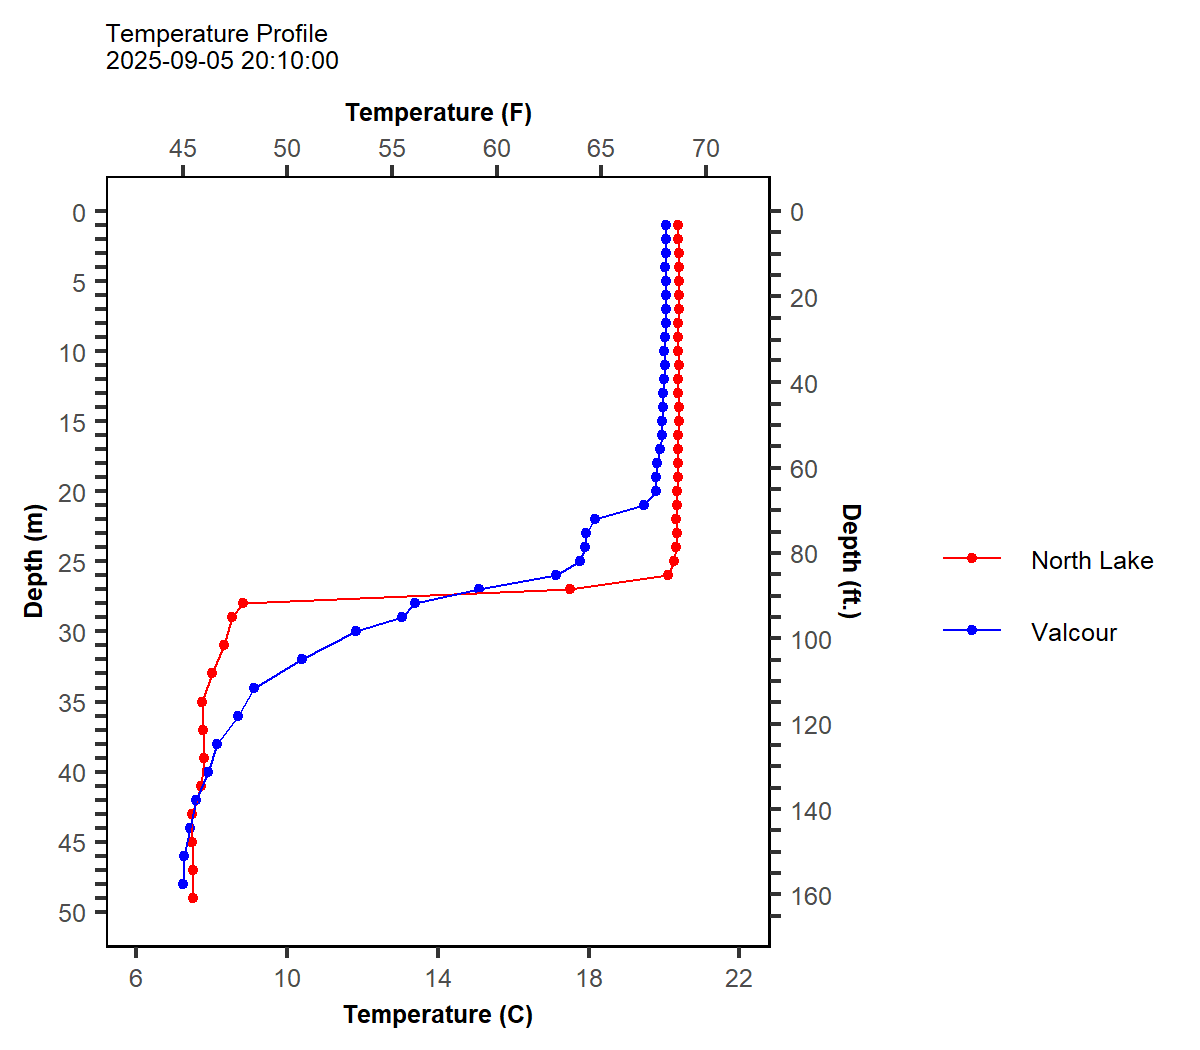 Temperature Profile
2025-09-05 20:10:00
Temperature (F)
45 50 55 60 65 70
0
5
10
15
20
25
30
35
40
45
50
Depth (m)
0
20
40
60
80
100
120
140
160
Depth (ft.)
North Lake
Valcour
6 10 14 18 22
Temperature (C)